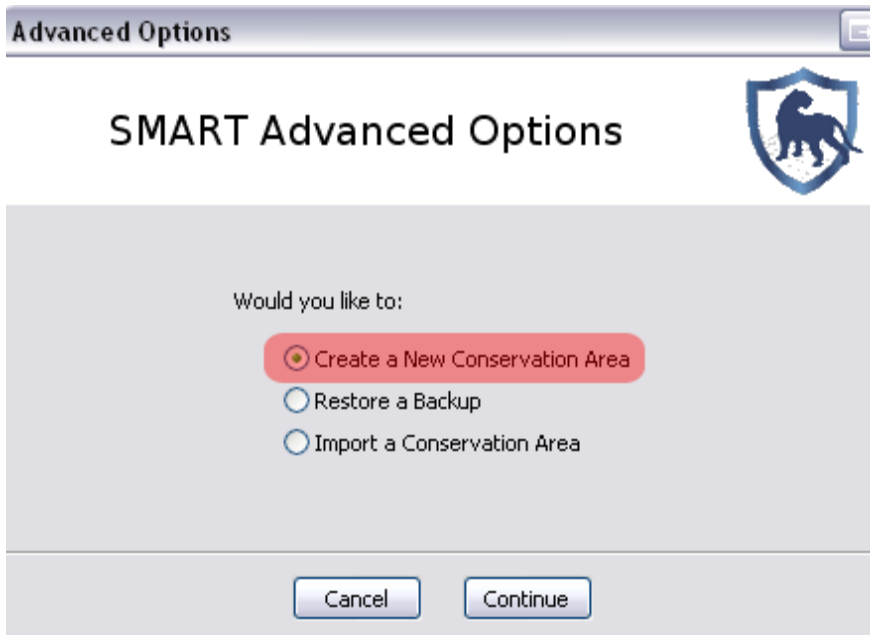 Advanced Options
SMART Advanced Options
Would you like to:
Create a New Conservation Area
Restore a Backup
Import a Conservation Area
Cancel Continue